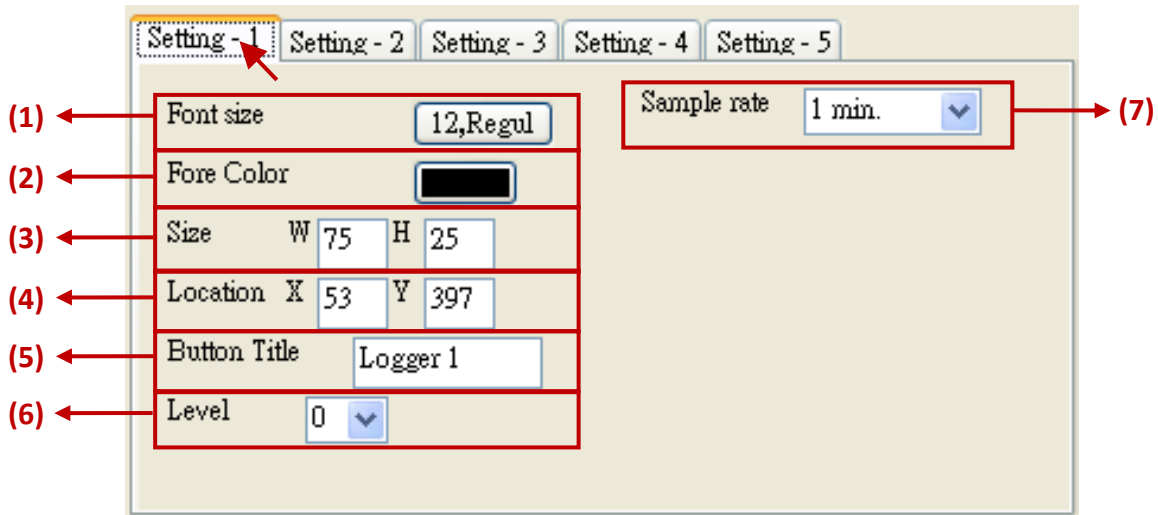 Setting - 1 Setting - 2 Setting - 3 Setting - 4 Setting - 5
(1) Font size 12,Regul Sample rate 1 min. (7)
(2) Fore Color
(3) Size W 75 H 25
(4) Location X 53 Y 397
(5) Button Title Logger 1
(6) Level 0